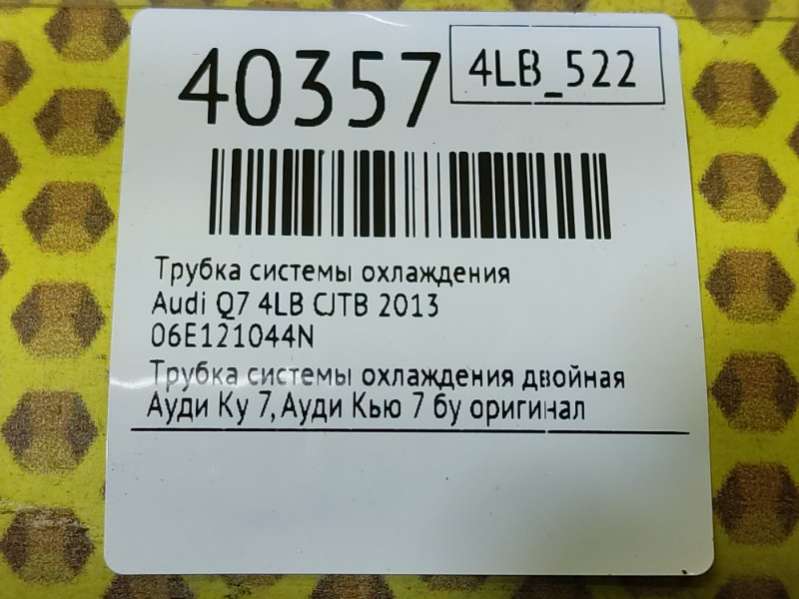 40357
4LB_522
Трубка системы охлаждения
Audi Q7 4LB CJTB 2013
06E121044N
Трубка системы охлаждения двойная
Ауди Ку 7, Ауди Кью 7 бу оригинал